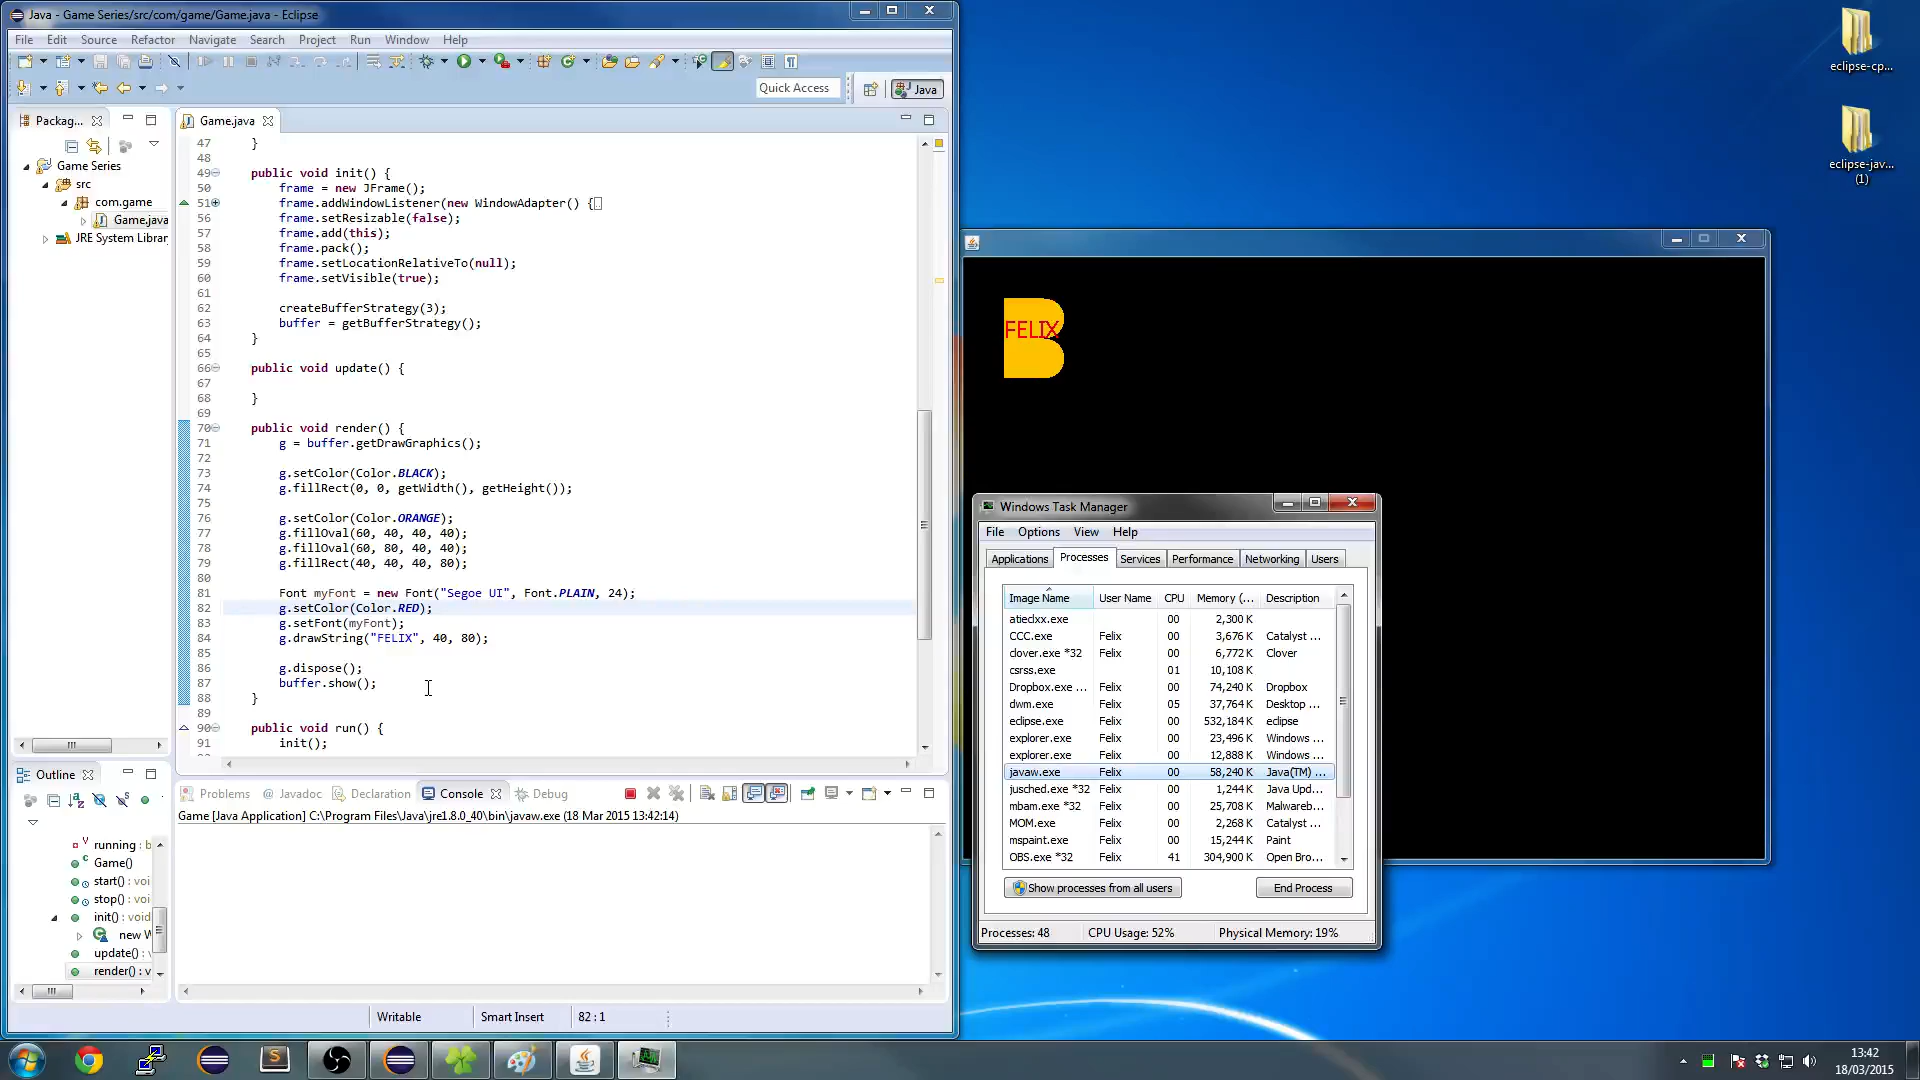 Java - Game Series/src/com/game/Game.java - Eclipse
File Edit Source Refactor Navigate Search Project Run Window Help
Quick Access
Java
Packag...
Game Series
src
com.game
Game.java
JRE System Librar
Game.java
47 }
48
49 public void init() {
50 frame = new JFrame();
51 frame.addWindowListener(new WindowAdapter() {
56 frame.setResizable(false);
57 frame.add(this);
58 frame.pack();
59 frame.setLocationRelativeTo(null);
60 frame.setVisible(true);
61
62 createBufferStrategy(3);
63 buffer = getBufferStrategy();
64 }
65
66 public void update() {
67
68 }
69
70 public void render() {
71 g = buffer.getDrawGraphics();
72
73 g.setColor(Color.BLACK);
74 g.fillRect(0, 0, getWidth(), getHeight());
75
76 g.setColor(Color.ORANGE);
77 g.fillOval(60, 40, 40, 40);
78 g.fillOval(60, 80, 40, 40);
79 g.fillRect(40, 40, 40, 80);
80
81 Font myFont = new Font("Segoe UI", Font.PLAIN, 24);
82 g.setColor(Color.RED);
83 g.setFont(myFont);
84 g.drawString("FELIX", 40, 80);
85
86 g.dispose();
87 buffer.show();
88 }
89
90 public void run() {
91 init();
Outline
running : b
Game()
start() : voi
stop() : voi
init() : void
new W
update() :
render() : v
Problems Javadoc Declaration Console Debug
Game [Java Application] C:\Program Files\Java\jre1.8.0_40\bin\javaw.exe (18 Mar 2015 13:42:14)
Writable Smart Insert 82 : 1
eclipse-cp...
eclipse-jav...
(1)
FELIX
Windows Task Manager
File Options View Help
Applications Processes Services Performance Networking Users
Image Name User Name CPU Memory (... Description
atieclxx.exe 00 2,300 K
CCC.exe Felix 00 3,676 K Catalyst ...
clover.exe *32 Felix 00 6,772 K Clover
csrss.exe 01 10,108 K
Dropbox.exe ... Felix 00 74,240 K Dropbox
dwm.exe Felix 05 37,764 K Desktop ...
eclipse.exe Felix 00 532,184 K eclipse
explorer.exe Felix 00 23,496 K Windows ...
explorer.exe Felix 00 12,888 K Windows ...
javaw.exe Felix 00 58,240 K Java(TM) ...
jusched.exe *32 Felix 00 1,244 K Java Upd...
mbam.exe *32 Felix 00 25,708 K Malwareb...
MOM.exe Felix 00 2,268 K Catalyst ...
mspaint.exe Felix 00 15,244 K Paint
OBS.exe *32 Felix 41 304,900 K Open Bro...
Show processes from all users End Process
Processes: 48 CPU Usage: 52% Physical Memory: 19%
13:42
18/03/2015